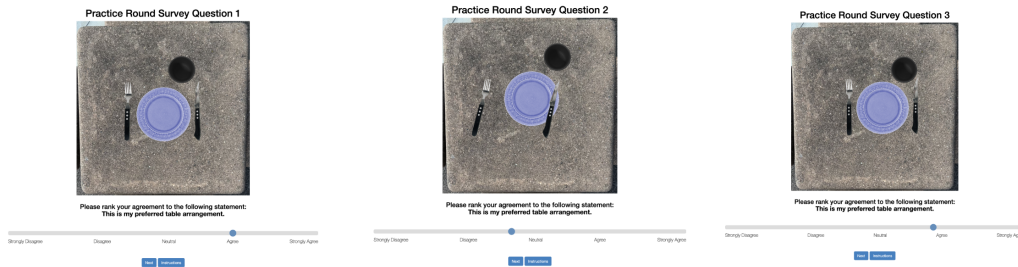 Practice Round Survey Question 1
Please rank your agreement to the following statement:
This is my preferred table arrangement.
Strongly Disagree
Disagree
Neutral
Agree
Strongly Agree
Next
Instructions
Practice Round Survey Question 2
Please rank your agreement to the following statement:
This is my preferred table arrangement.
Strongly Disagree
Disagree
Neutral
Agree
Strongly Agree
Next
Instructions
Practice Round Survey Question 3
Please rank your agreement to the following statement:
This is my preferred table arrangement.
Strongly Disagree
Disagree
Neutral
Agree
Strongly Ag
Next
Instructions